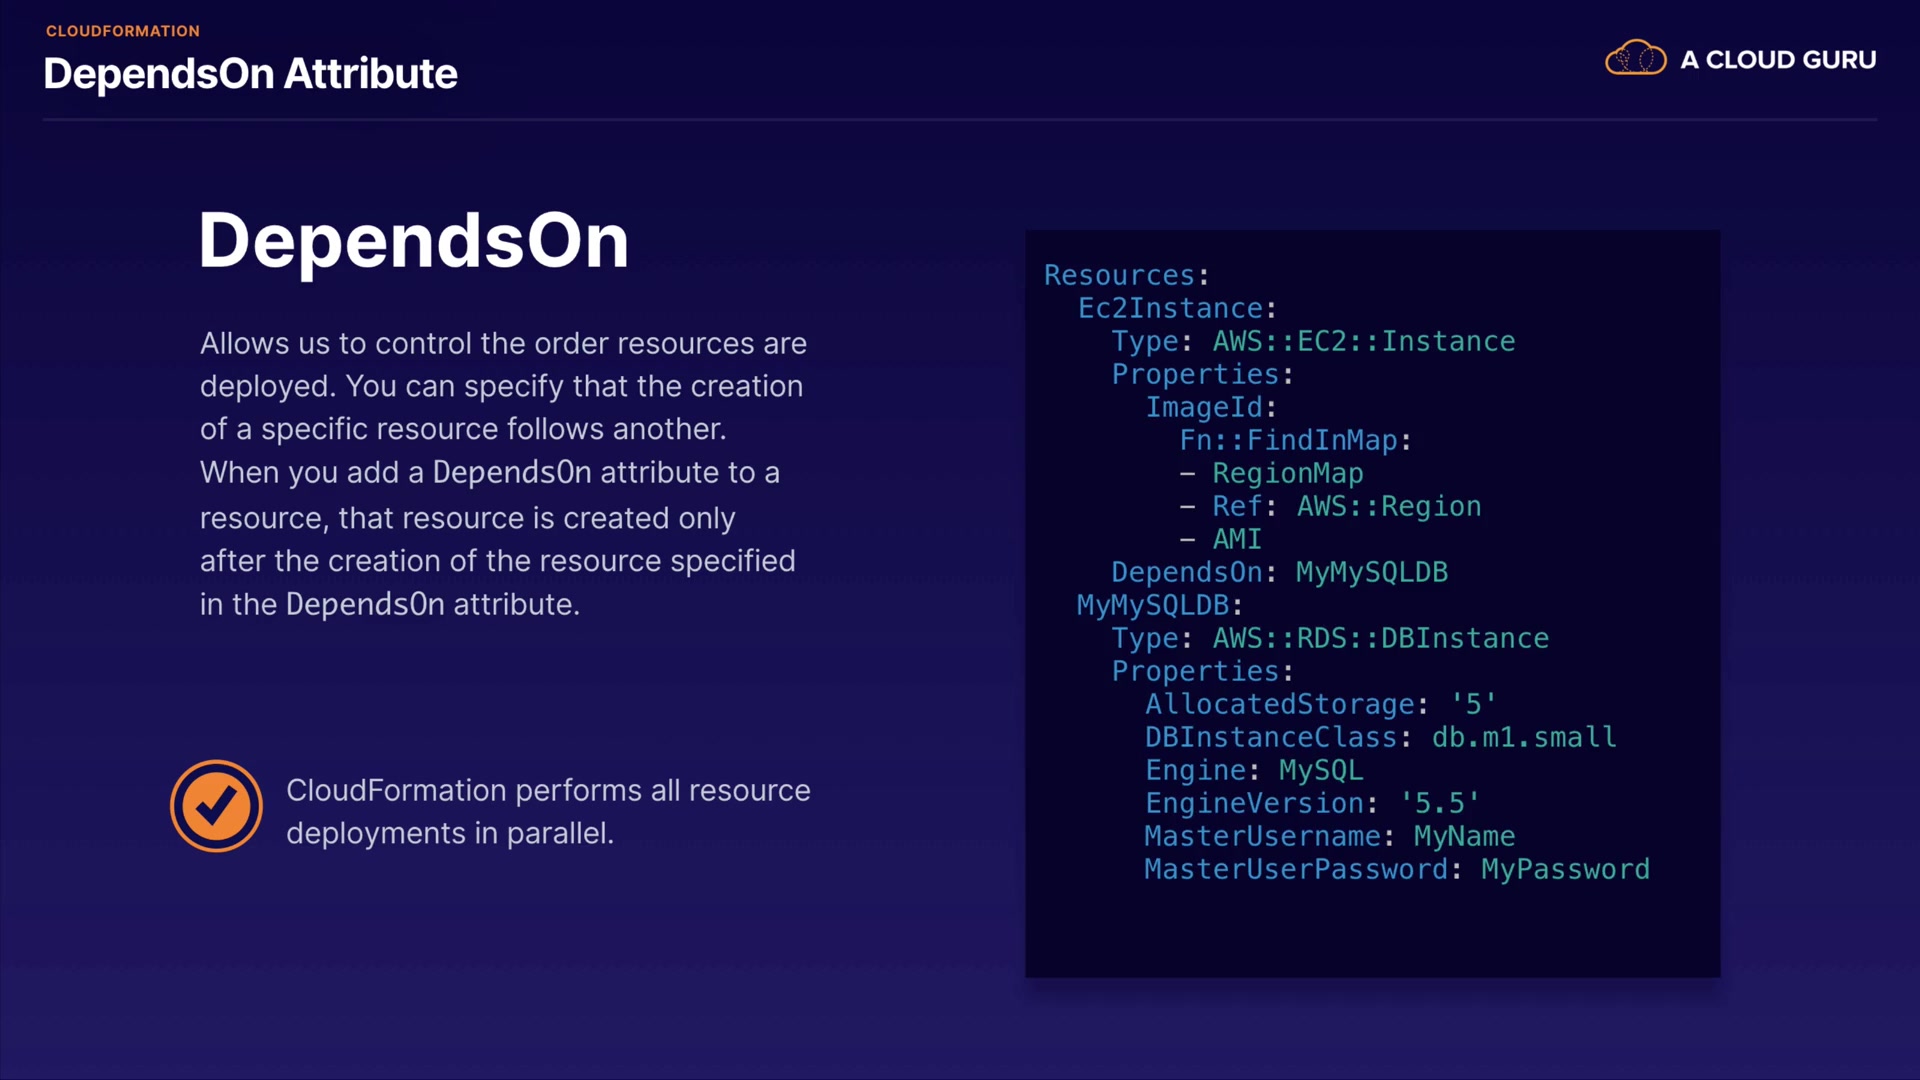 CLOUDFORMATION
DependsOn Attribute
A CLOUD GURU
DependsOn
Allows us to control the order resources are
deployed. You can specify that the creation
of a specific resource follows another.
When you add a DependsOn attribute to a
resource, that resource is created only
after the creation of the resource specified
in the DependsOn attribute.
CloudFormation performs all resource
deployments in parallel.
Resources:
  Ec2Instance:
    Type: AWS::EC2::Instance
    Properties:
      ImageId:
        Fn::FindInMap:
        - RegionMap
        - Ref: AWS::Region
        - AMI
    DependsOn: MyMySQLDB
  MyMySQLDB:
    Type: AWS::RDS::DBInstance
    Properties:
      AllocatedStorage: '5'
      DBInstanceClass: db.m1.small
      Engine: MySQL
      EngineVersion: '5.5'
      MasterUsername: MyName
      MasterUserPassword: MyPassword